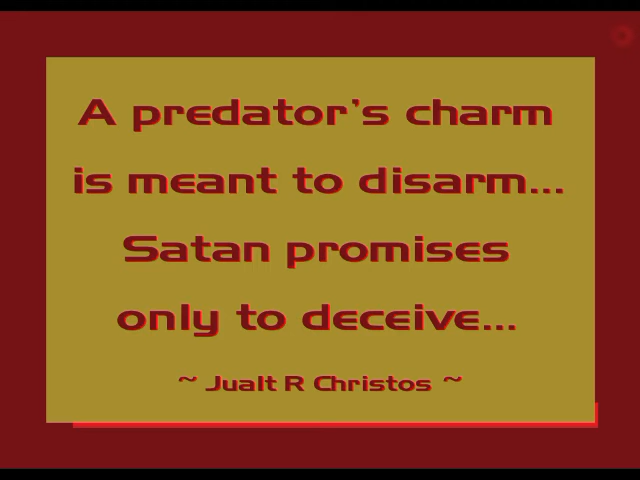 A predator's charm
is meant to disarm...
Satan promises
only to deceive...
~ Jualt R Christos ~